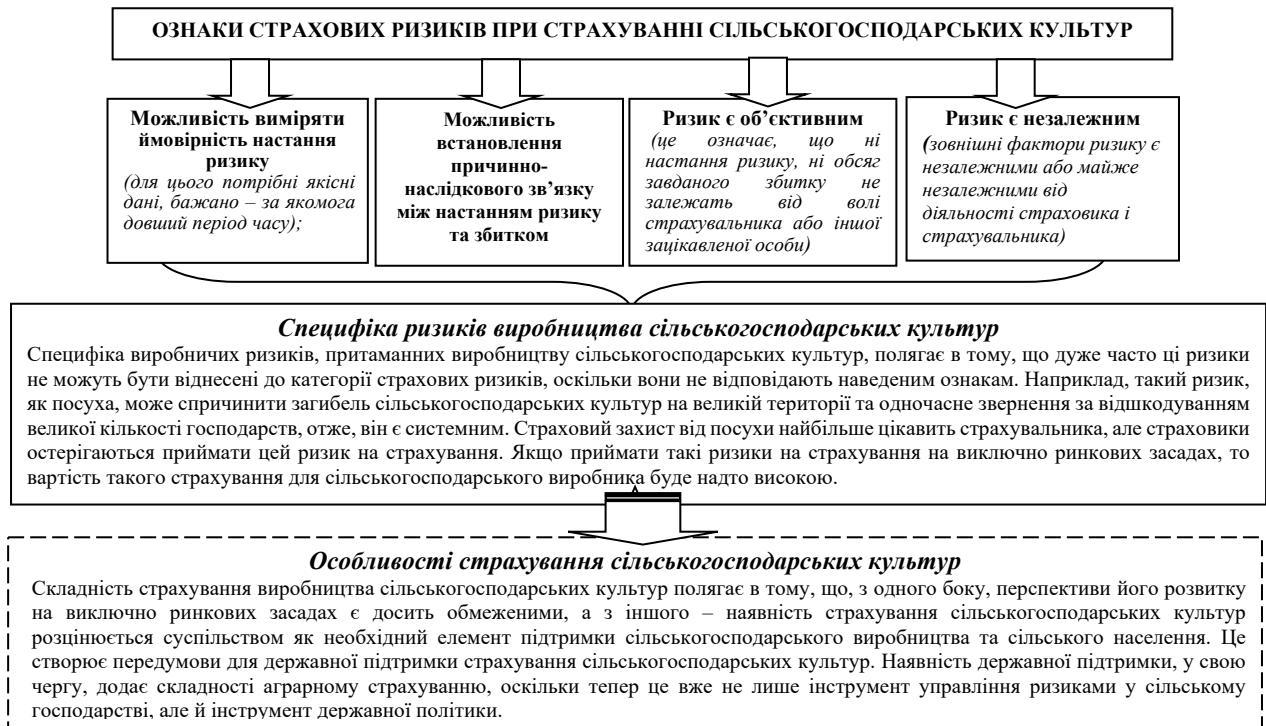 ОЗНАКИ СТРАХОВИХ РИЗИКІВ ПРИ СТРАХУВАННІ СІЛЬСЬКОГОСПОДАРСЬКИХ КУЛЬТУР
Можливість виміряти
ймовірність настання
ризику
(для цього потрібні якісні
дані, бажано – за якомога
довший період часу);
Можливість
встановлення
причинно-
наслідкового зв’язку
між настанням ризику
та збитком
Ризик є об’єктивним
(це означає, що ні
настання ризику, ні обсяг
завданого збитку не
залежать від волі
страхувальника або іншої
зацікавленої особи)
Ризик є незалежним
(зовнішні фактори ризику є
незалежними або майже
незалежними від
діяльності страховика і
страхувальника)
Специфіка ризиків виробництва сільськогосподарських культур
Специфіка виробничих ризиків, притаманних виробництву сільськогосподарських культур, полягає в тому, що дуже часто ці ризики
не можуть бути віднесені до категорії страхових ризиків, оскільки вони не відповідають наведеним ознакам. Наприклад, такий ризик,
як посуха, може спричинити загибель сільськогосподарських культур на великій території та одночасне звернення за відшкодуванням
великої кількості господарств, отже, він є системним. Страховий захист від посухи найбільше цікавить страхувальника, але страховики
остерігаються приймати цей ризик на страхування. Якщо приймати такі ризики на страхування на виключно ринкових засадах, то
вартість такого страхування для сільськогосподарського виробника буде надто високою.
Особливості страхування сільськогосподарських культур
Складність страхування виробництва сільськогосподарських культур полягає в тому, що, з одного боку, перспективи його розвитку
на виключно ринкових засадах є досить обмеженими, а з іншого – наявність страхування сільськогосподарських культур
розцінюється суспільством як необхідний елемент підтримки сільськогосподарського виробництва та сільського населення. Це
створює передумови для державної підтримки страхування сільськогосподарських культур. Наявність державної підтримки, у свою
чергу, додає складності аграрному страхуванню, оскільки тепер це вже не лише інструмент управління ризиками у сільському
господарстві, але й інструмент державної політики.